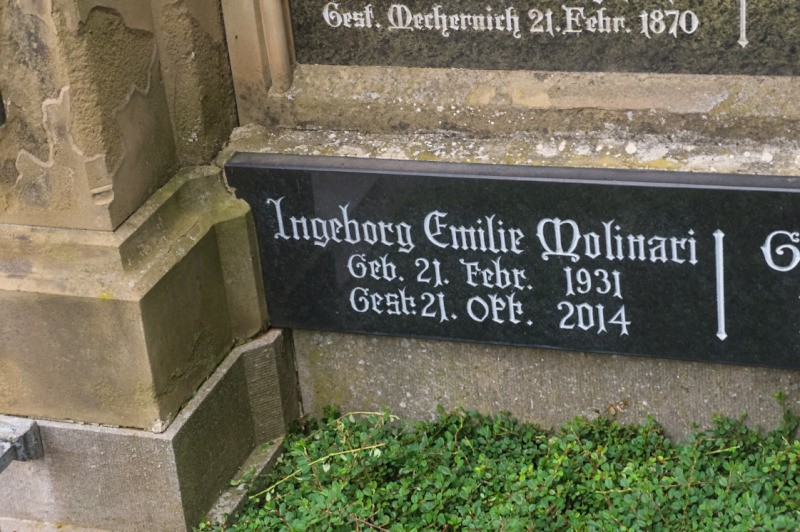 Gest. Mechernich 21. Febr. 1870
Ingeborg Emilie Molinari
Geb. 21. Febr. 1931
Gest. 21. Okt. 2014
G